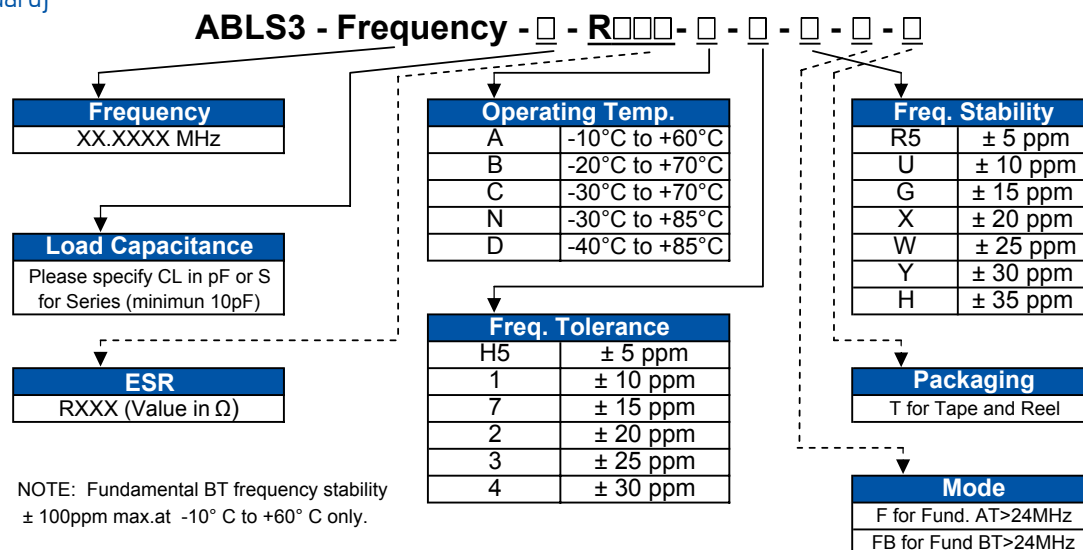 ABLS3 - Frequency - □ - R□□□- □ - □ - □ - □ - □
Frequency
XX.XXXX MHz
Load Capacitance
Please specify CL in pF or S
for Series (minimun 10pF)
ESR
RXXX (Value in Ω)
NOTE: Fundamental BT frequency stability
± 100ppm max.at -10° C to +60° C only.
Operating Temp.
A -10°C to +60°C
B -20°C to +70°C
C -30°C to +70°C
N -30°C to +85°C
D -40°C to +85°C
Freq. Tolerance
H5 ± 5 ppm
1 ± 10 ppm
7 ± 15 ppm
2 ± 20 ppm
3 ± 25 ppm
4 ± 30 ppm
Freq. Stability
R5 ± 5 ppm
U ± 10 ppm
G ± 15 ppm
X ± 20 ppm
W ± 25 ppm
Y ± 30 ppm
H ± 35 ppm
Packaging
T for Tape and Reel
Mode
F for Fund. AT>24MHz
FB for Fund BT>24MHz